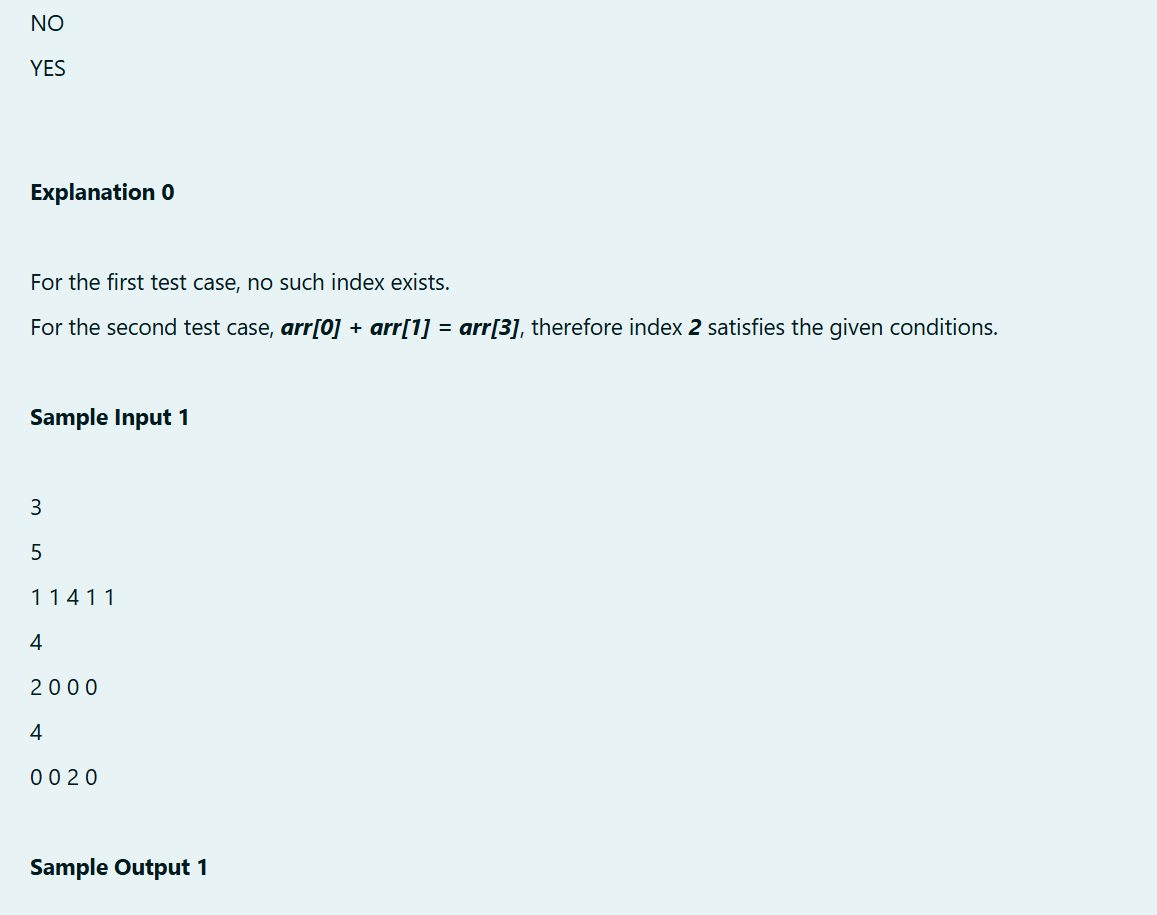 NO
YES
Explanation 0
For the first test case, no such index exists.
For the second test case, arr[0] + arr[1] = arr[3], therefore index 2 satisfies the given conditions.
Sample Input 1
3
5
1 1 4 1 1
4
2 0 0 0
4
0 0 2 0
Sample Output 1